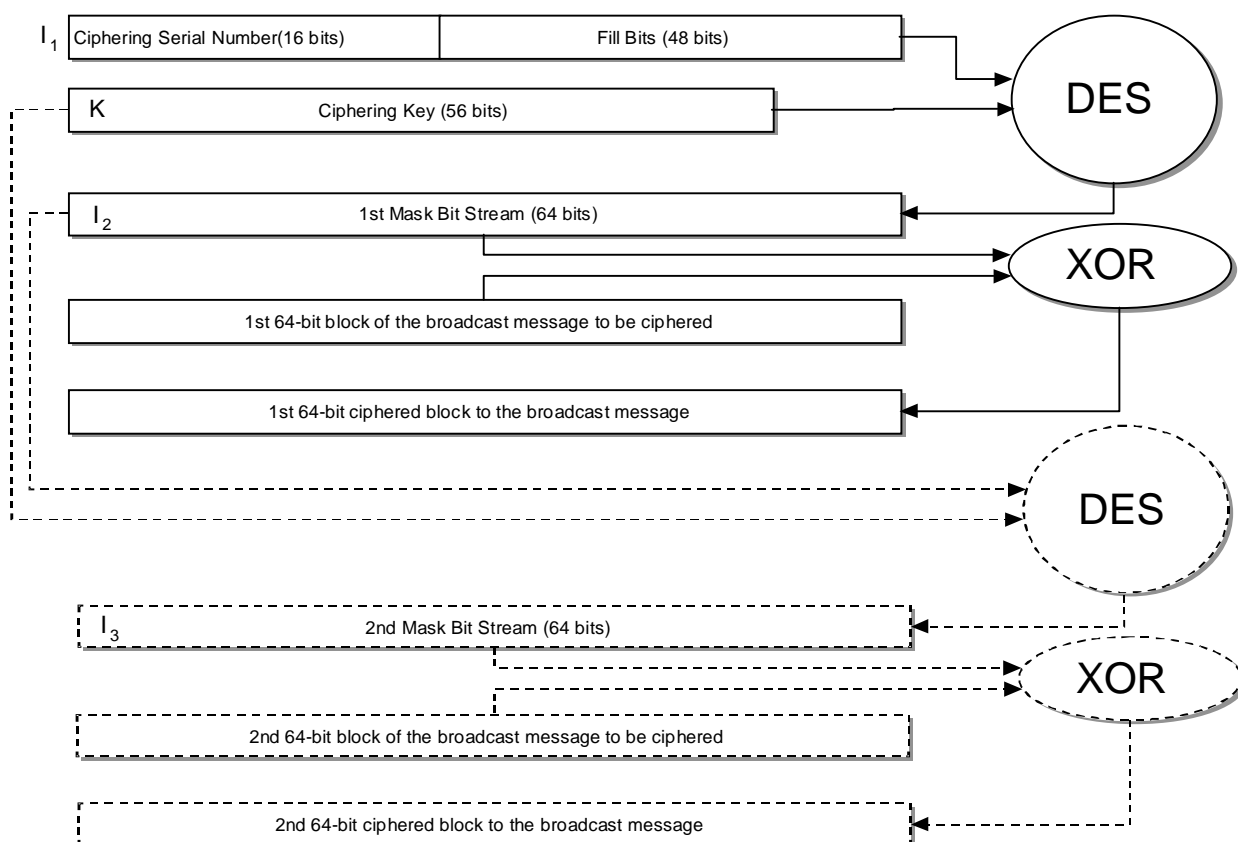 I1 Ciphering Serial Number(16 bits) Fill Bits (48 bits)
DES
K Ciphering Key (56 bits)
I2 1st Mask Bit Stream (64 bits)
XOR
1st 64-bit block of the broadcast message to be ciphered
1st 64-bit ciphered block to the broadcast message
DES
I3 2nd Mask Bit Stream (64 bits)
XOR
2nd 64-bit block of the broadcast message to be ciphered
2nd 64-bit ciphered block to the broadcast message